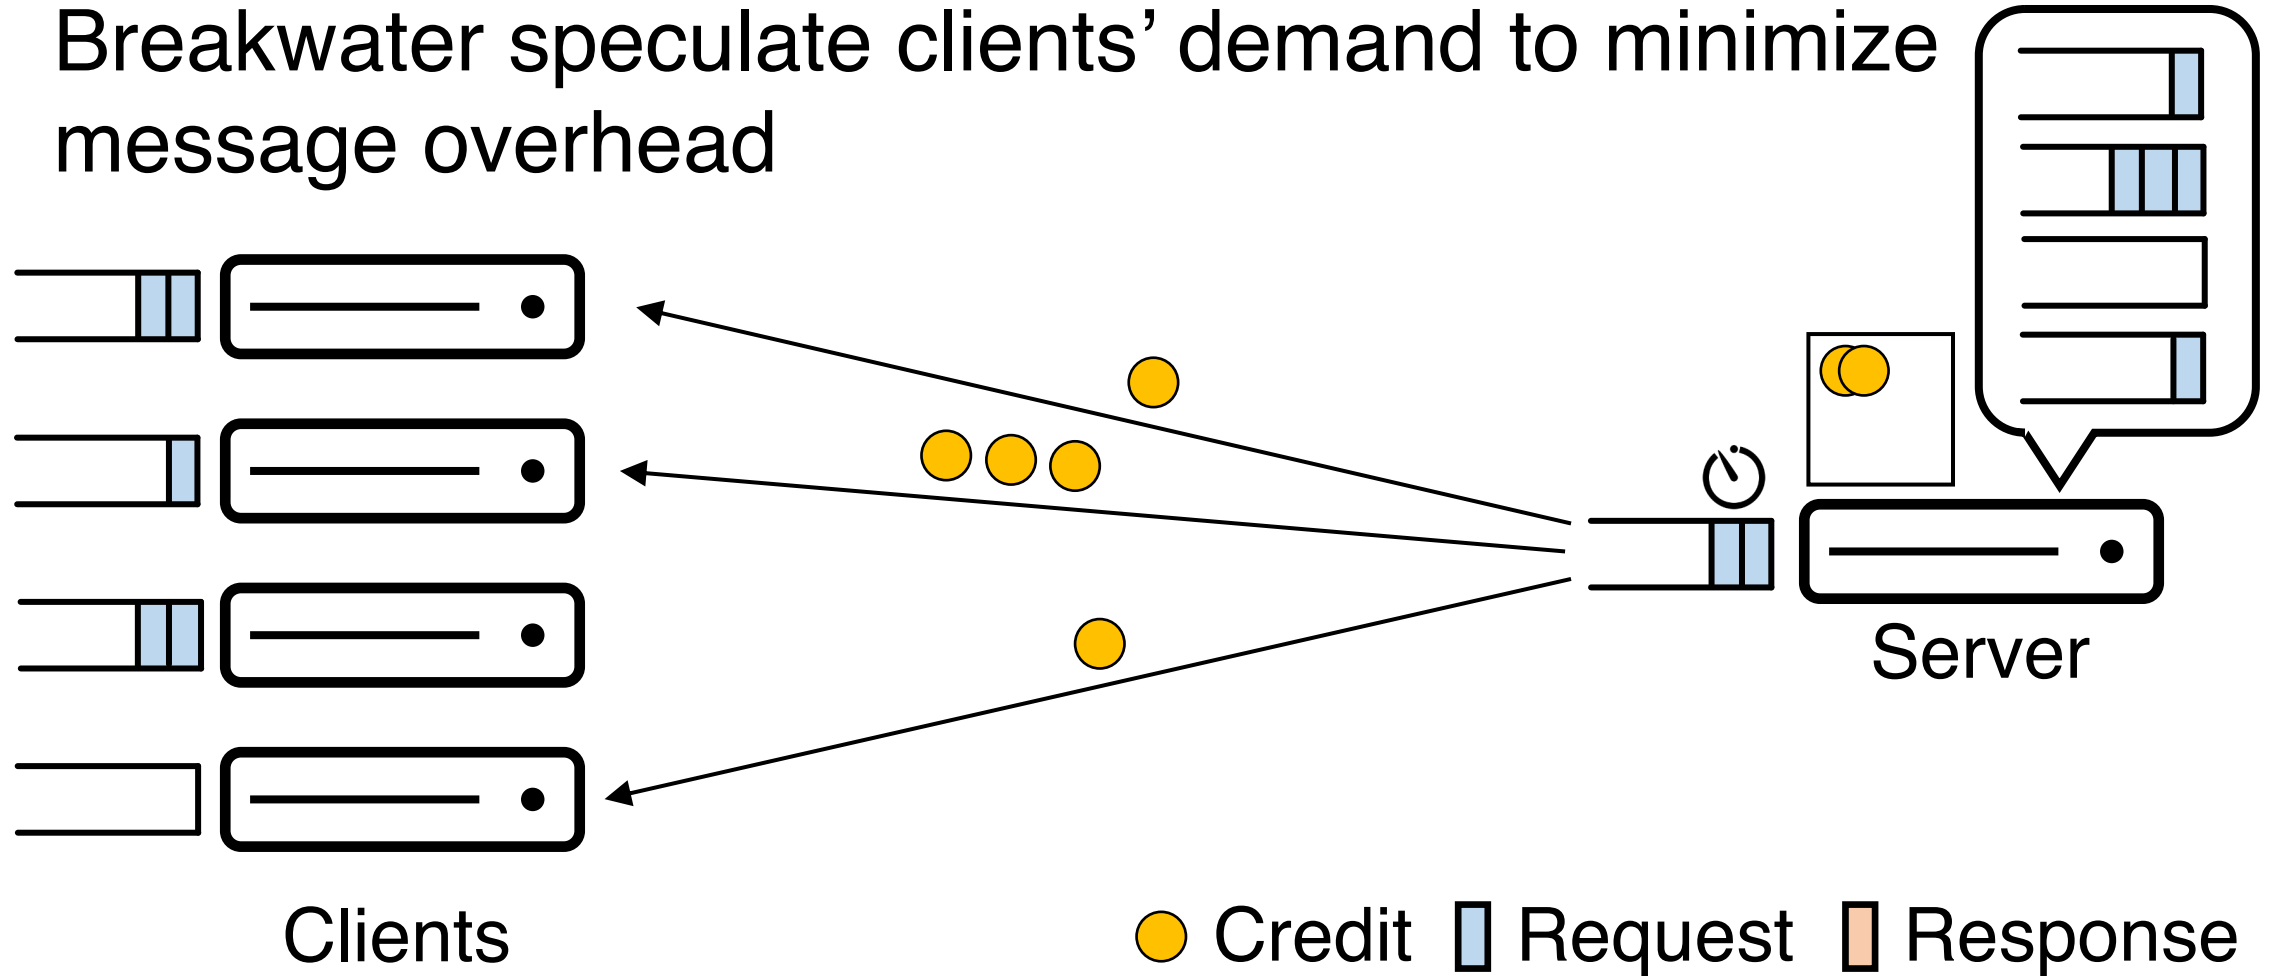 Breakwater speculate clients’ demand to minimize
message overhead
Server
Clients
Credit
Request
Response